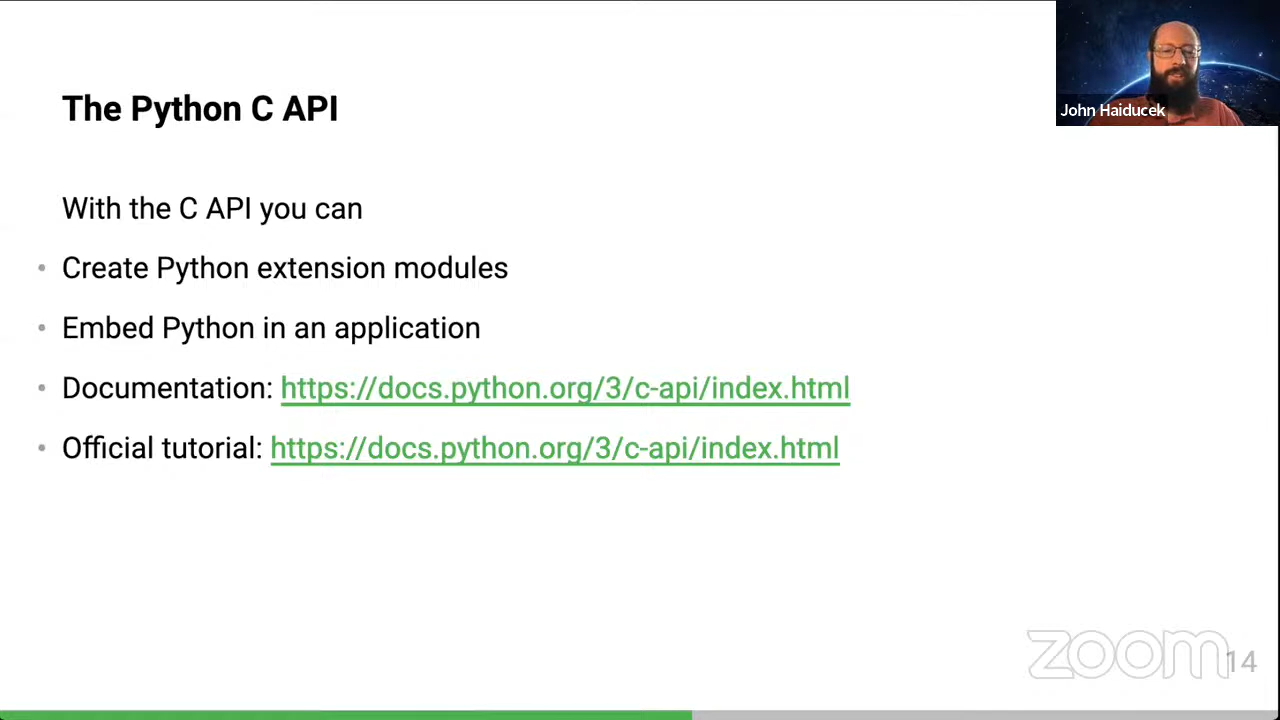 The Python C API
John Haiducek
With the C API you can
• Create Python extension modules
• Embed Python in an application
• Documentation: https://docs.python.org/3/c-api/index.html
• Official tutorial: https://docs.python.org/3/c-api/index.html
zoom
14